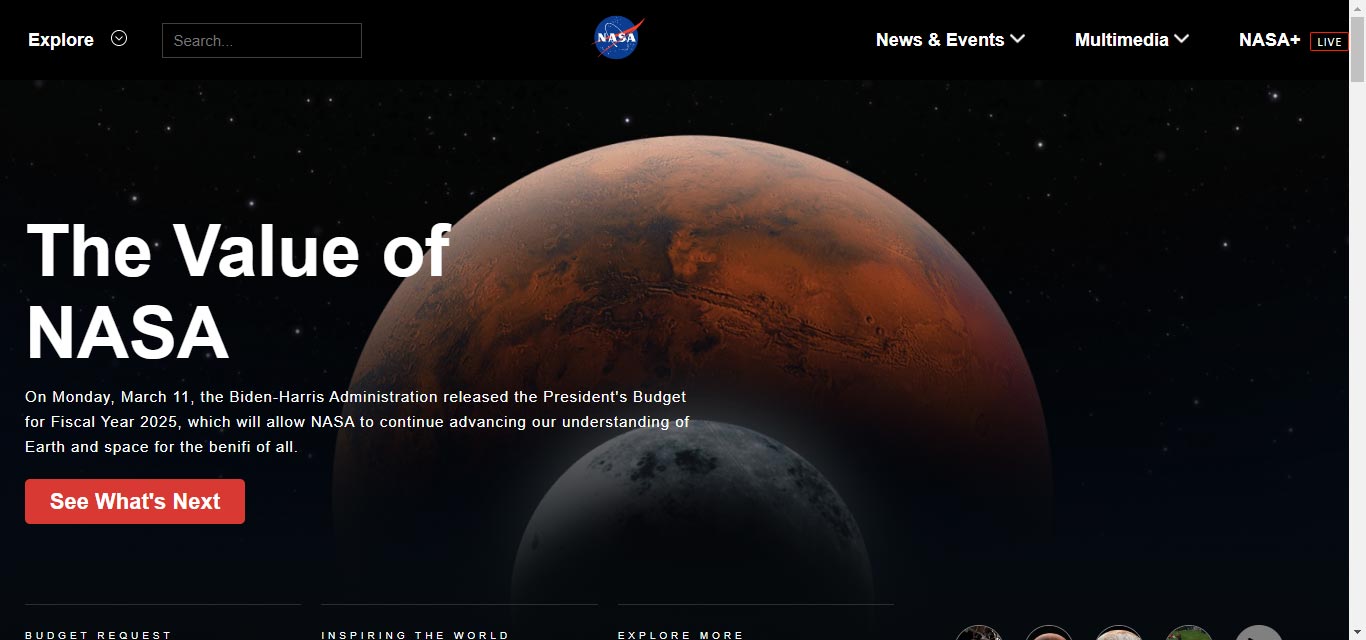 Explore
Search...
NASA
News & Events
Multimedia
NASA+ LIVE
The Value of
NASA
On Monday, March 11, the Biden-Harris Administration released the President's Budget
for Fiscal Year 2025, which will allow NASA to continue advancing our understanding of
Earth and space for the benifi of all.
See What's Next
BUDGET REQUEST
INSPIRING THE WORLD
EXPLORE MORE